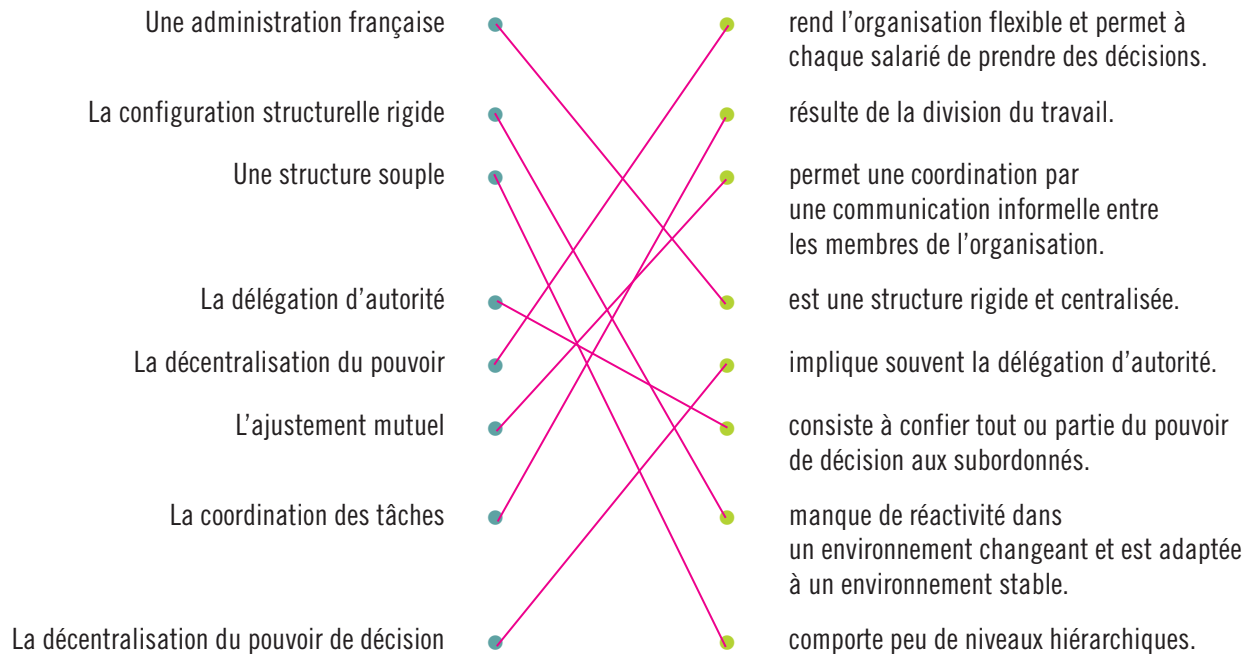 Une administration française
rend l’organisation flexible et permet à
chaque salarié de prendre des décisions.
La configuration structurelle rigide
résulte de la division du travail.
Une structure souple
permet une coordination par
une communication informelle entre
les membres de l’organisation.
La délégation d’autorité
est une structure rigide et centralisée.
La décentralisation du pouvoir
implique souvent la délégation d’autorité.
L’ajustement mutuel
consiste à confier tout ou partie du pouvoir
de décision aux subordonnés.
La coordination des tâches
manque de réactivité dans
un environnement changeant et est adaptée
à un environnement stable.
La décentralisation du pouvoir de décision
comporte peu de niveaux hiérarchiques.